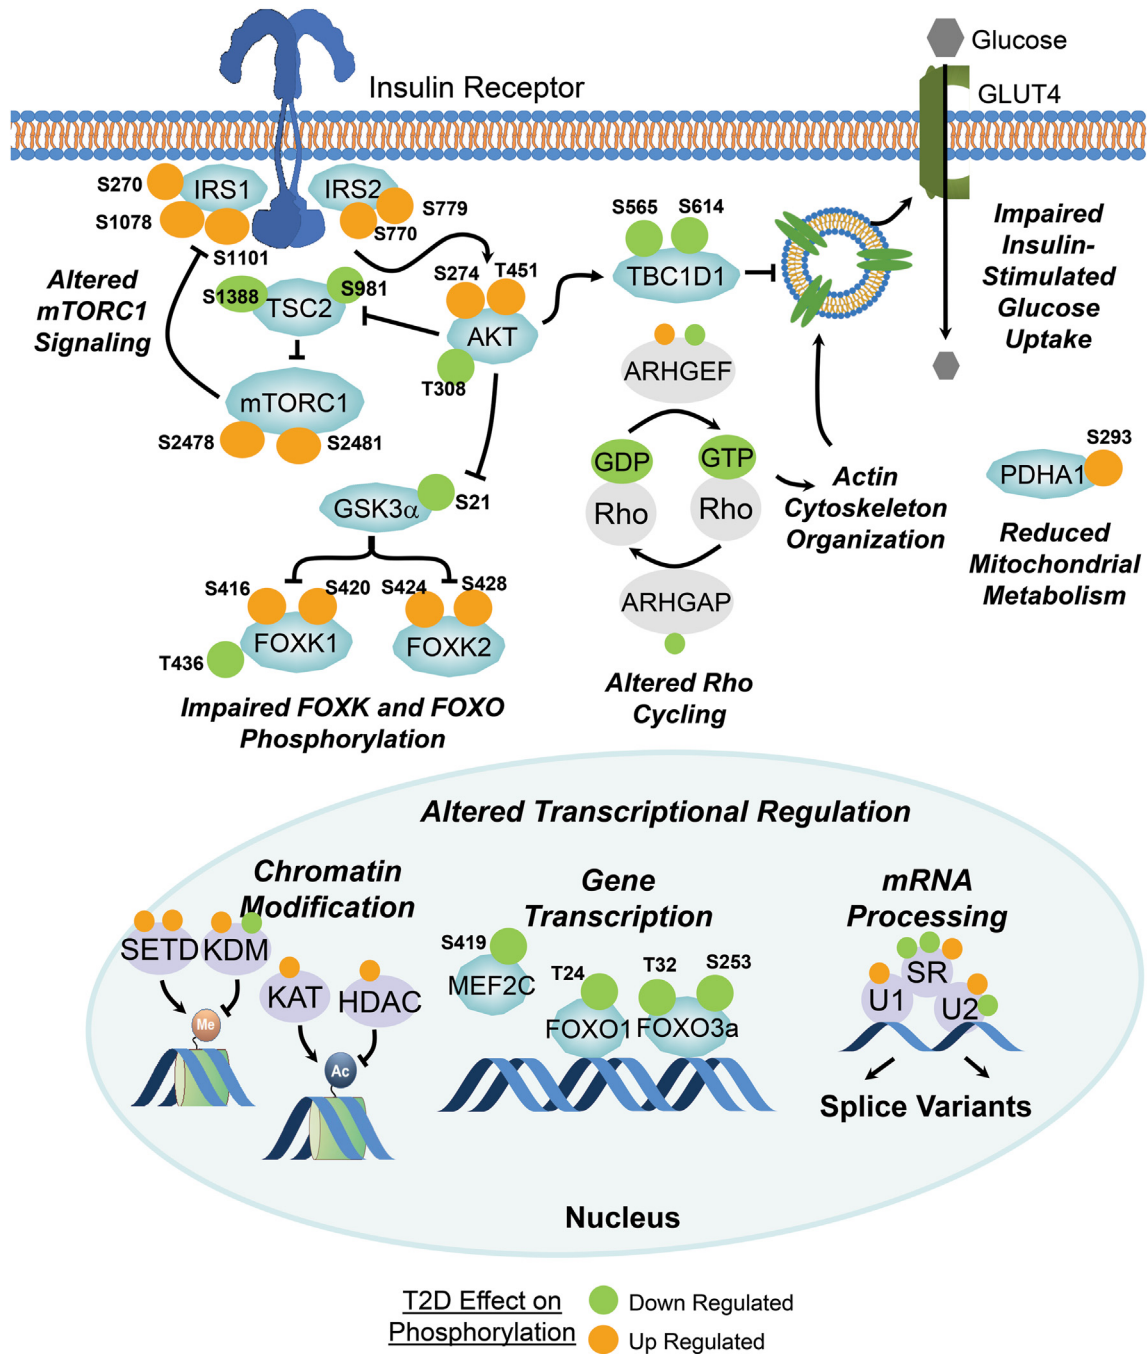 Glucose
Insulin Receptor
GLUT4
S270
IRS1
IRS2
S1078
S779
S770
S1101
S565
S614
Impaired
Insulin-
Stimulated
Glucose
Uptake
Altered
mTORC1
Signaling
S1388
S981
TSC2
S274
T451
AKT
T308
TBC1D1
ARHGEF
mTORC1
S2478
S2481
GDP
GTP
Rho
Rho
Actin
Cytoskeleton
Organization
S293
PDHA1
Reduced
Mitochondrial
Metabolism
GSK3α
S21
S416
S420
S424
S428
FOXK1
FOXK2
T436
ARHGAP
Impaired FOXK and FOXO
Phosphorylation
Altered Rho
Cycling
Altered Transcriptional Regulation
Chromatin
Modification
Gene
Transcription
mRNA
Processing
SETD
KDM
KAT
HDAC
Me
Ac
S419
MEF2C
T24
FOXO1
T32
S253
FOXO3a
SR
U1
U2
Splice Variants
Nucleus
T2D Effect on
Phosphorylation
Down Regulated
Up Regulated